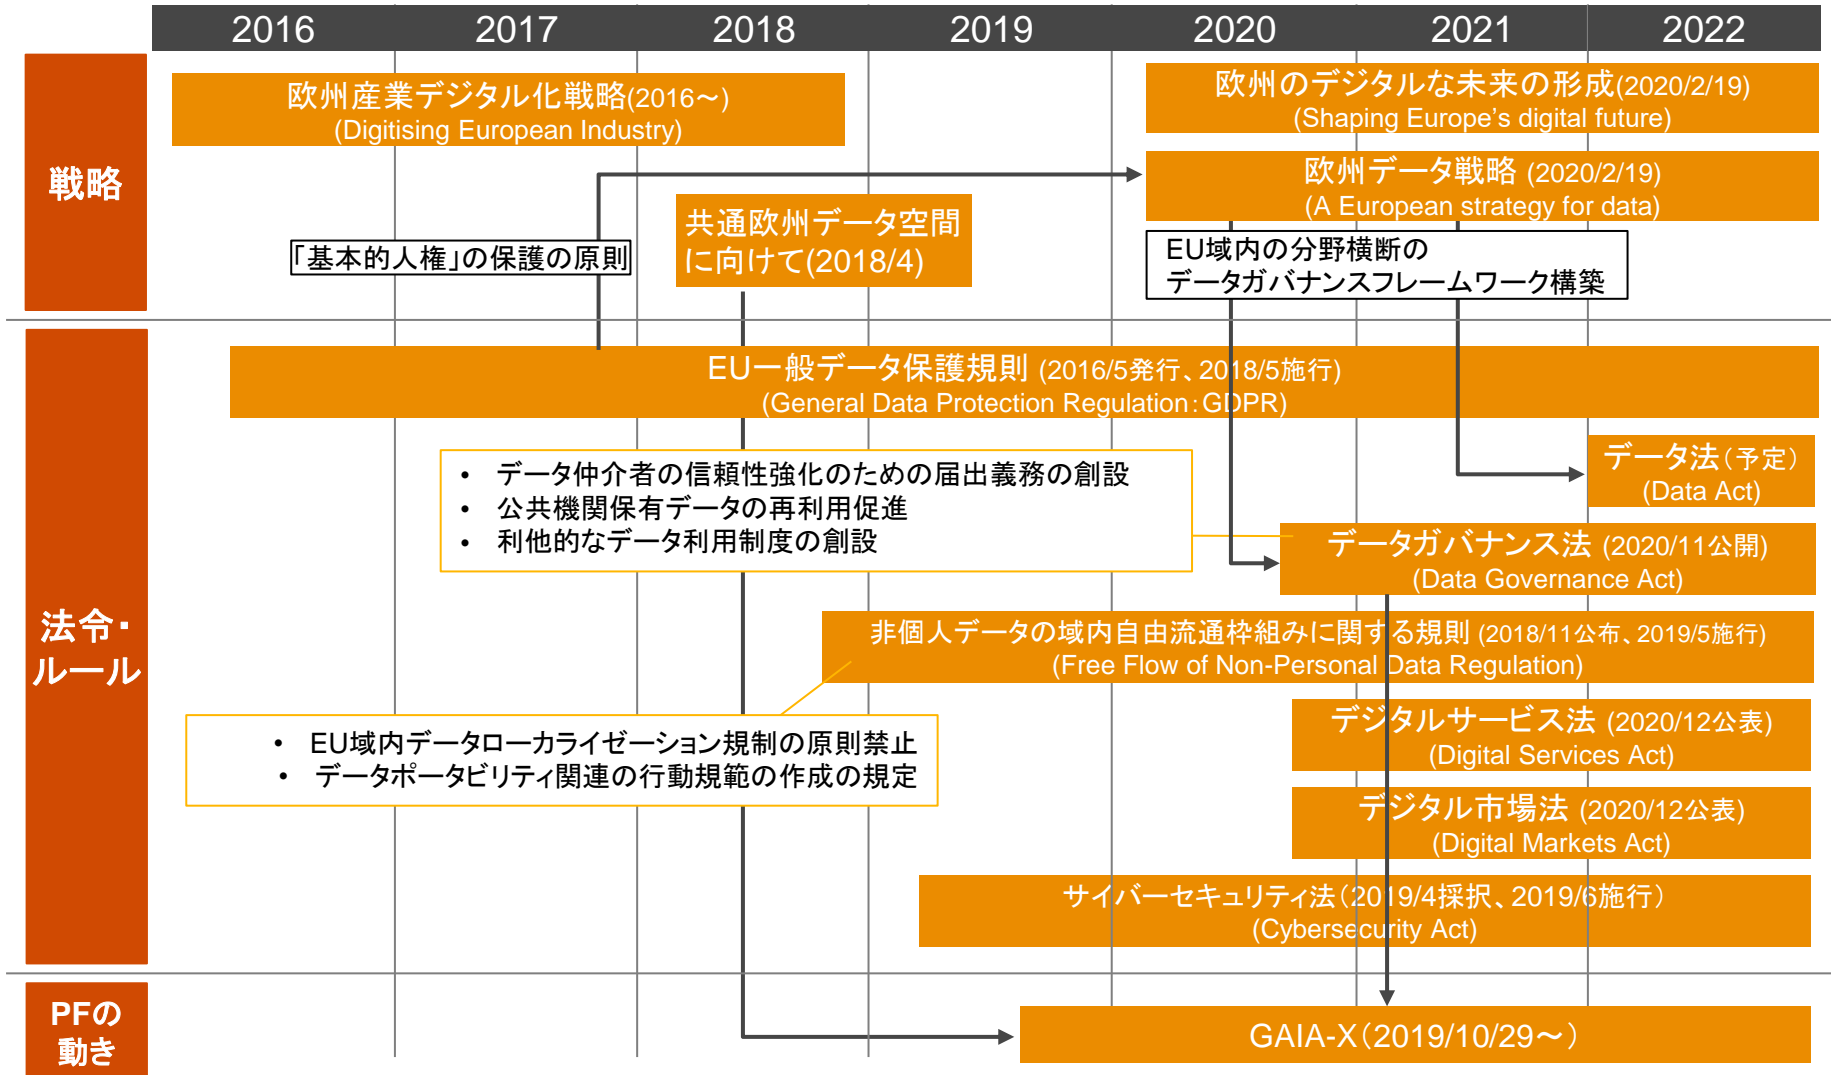 2016 2017 2018 2019 2020 2021 2022
戦略
欧州産業デジタル化戦略(2016～)
(Digitising European Industry)
欧州のデジタルな未来の形成(2020/2/19)
(Shaping Europe's digital future)
欧州データ戦略 (2020/2/19)
(A European strategy for data)
共通欧州データ空間
に向けて(2018/4)
「基本的人権」の保護の原則
EU域内の分野横断の
データガバナンスフレームワーク構築
法令・
ルール
EU一般データ保護規則 (2016/5発行、2018/5施行)
(General Data Protection Regulation：GDPR)
データ法（予定）
(Data Act)
• データ仲介者の信頼性強化のための届出義務の創設
• 公共機関保有データの再利用促進
• 利他的なデータ利用制度の創設
データガバナンス法 (2020/11公開)
(Data Governance Act)
非個人データの域内自由流通枠組みに関する規則 (2018/11公布、2019/5施行)
(Free Flow of Non-Personal Data Regulation)
• EU域内データローカライゼーション規制の原則禁止
• データポータビリティ関連の行動規範の作成の規定
デジタルサービス法 (2020/12公表)
(Digital Services Act)
デジタル市場法 (2020/12公表)
(Digital Markets Act)
サイバーセキュリティ法（2019/4採択、2019/6施行）
(Cybersecurity Act)
PFの
動き
GAIA-X（2019/10/29～）